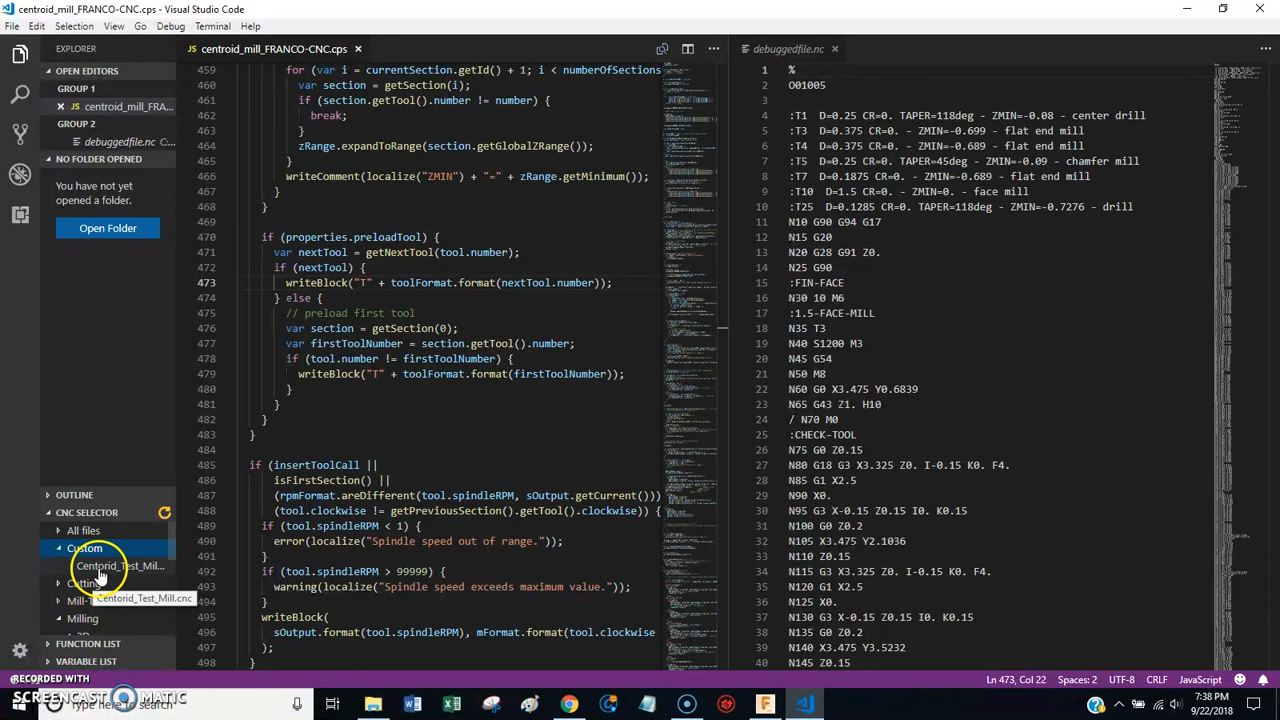 centroid_mill_FRANCO-CNC.cps - Visual Studio Code
File Edit Selection View Go Debug Terminal Help
EXPLORER
OPEN EDITORS
GROUP 1
JS centroid_mill_FRA...
GROUP 2
debuggedfile.nc C...
NO FOLDER OPENED
You have not yet
opened a folder.
Open Folder
OUTLINE
CNC SELECTOR
All files
Custom
Centorid_Test_Mill...
Centorid_Test_Mill.cnc
Milling
FUNCTION LIST
VARIABLE LIST
JS centroid_mill_FRANCO-CNC.cps
459 for (var i = currentSection.getId() + 1; i < numberOfSections
460 var section = getSection(i);
461 if (section.getTool().number != number) {
462 break;
463 }
464 zRange.expandToRange(section.getGlobalZRange());
465 }
466 writeComment(localize("ZMIN") + "=" + zRange.getMinimum());
467 }
468 }
469
470 if (properties.preloadTool) {
471 var nextTool = getNextTool(tool.number);
472 if (nextTool) {
473 writeBlock("T" + toolFormat.format(nextTool.number));
474 } else {
475 // preload first tool
476 var section = getSection(0);
477 var firstToolNumber = section.getTool().number;
478 if (tool.number != firstToolNumber) {
479 writeBlock("T" + toolFormat.format(firstToolNumber));
480 }
481 }
482 }
483 }
484
485 if (insertToolCall ||
486 isFirstSection() ||
487 (rpmFormat.areDifferent(tool.spindleRPM, sOutput.getCurrent()))
488 (tool.clockwise != getPreviousSection().getTool().clockwise)) {
489 if (tool.spindleRPM < 1) {
490 error(localize("Spindle speed out of range."));
491 }
492 if (tool.spindleRPM > 99999) {
493 warning(localize("Spindle speed exceeds maximum value."));
494 }
495 writeBlock(
496 sOutput.format(tool.spindleRPM), mFormat.format(tool.clockwise
497 );
498 }
debuggedfile.nc
1 %
2 O01005
3
4 :T1 D=0.25 CR=0. TAPER=118deg - ZMIN=-0.08 - center drill
5 :T3 D=0.375 CR=0. - ZMIN=-0.699 - flat end mill
6 :T4 D=0.375 CR=0. - ZMIN=-0.689 - flat end mill
7 :T5 D=0.25 CR=0. TAPER=45deg - ZMIN=-0.09 - chamfer mill
8 :T7 D=0.1875 CR=0. - ZMIN=-0.689 - flat end mill
9 :T10 D=1.5 CR=0. - ZMIN=0. - face mill
10 :T25 D=0.1285 CR=0. TAPER=118deg - ZMIN=-0.7276 - drill
11 N10 G90 G94 G17
12 N15 G20
13 N20 G28 G91 Z0.
14 N25 G90
15 :FIN-FACE
16 N30 10 M6
17 :1.5-FACE-MILL
18 N35 T3
19 N40 S1200 M3
20 N45 G54
21 N50 M8
22 N60 G0 X3.475 Y0.6839
23 N65 G43 Z1. H10
24 / N70 M0
25 :CHECK-TOOL
26 N75 G0 Z0.15
27 N80 G18 G3 X3.325 Z0. I-0.15 K0. F4.
28 N85 G1 X2.5
29 N90 X0.
30 N95 G3 X-0.15 Z0.15 I0. K0.15
31 N100 G0 Z0.2
32 N105 X3.475 Y2.1036
33 N110 Z0.15
34 N115 G3 X3.325 Z0. I-0.15 K0. F4.
35 N120 G1 X2.5
36 N125 X0.
37 N130 G3 X-0.15 Z0.15 I0. K0.15
38 N135 G0 Z0.2
39 N140 X3.475 Y3.5232
40 N145 Z0.15
Ln 473, Col 22 Spaces: 2 UTF-8 CRLF JavaScript
RECORDED WITH
SCREENCAST MATIC
Type here to search
7:38 PM
9/22/2018